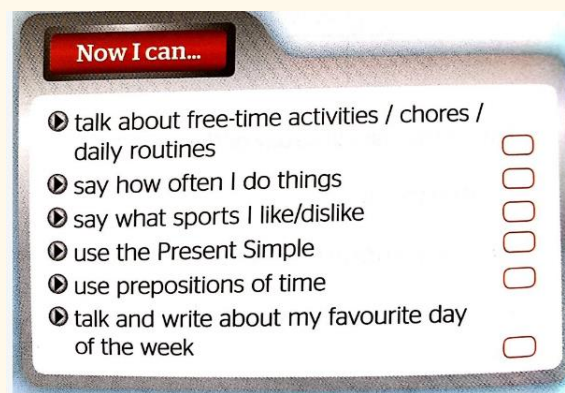 Now I can...
talk about free-time activities / chores /
daily routines
say how often I do things
say what sports I like/dislike
use the Present Simple
use prepositions of time
talk and write about my favourite day
of the week